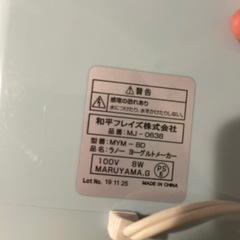 ⚠警告
感電の恐れあり
水につけたり、
水をかけたりしない。
和平フレイズ株式会社
品番: MJ-0638
型番: MYM-8D
品名: ラノー ヨーグルトメーカー
100V 8W
MARUYAMA.G
PS
E
Lot No. 19 11 25
MADE IN CHINA